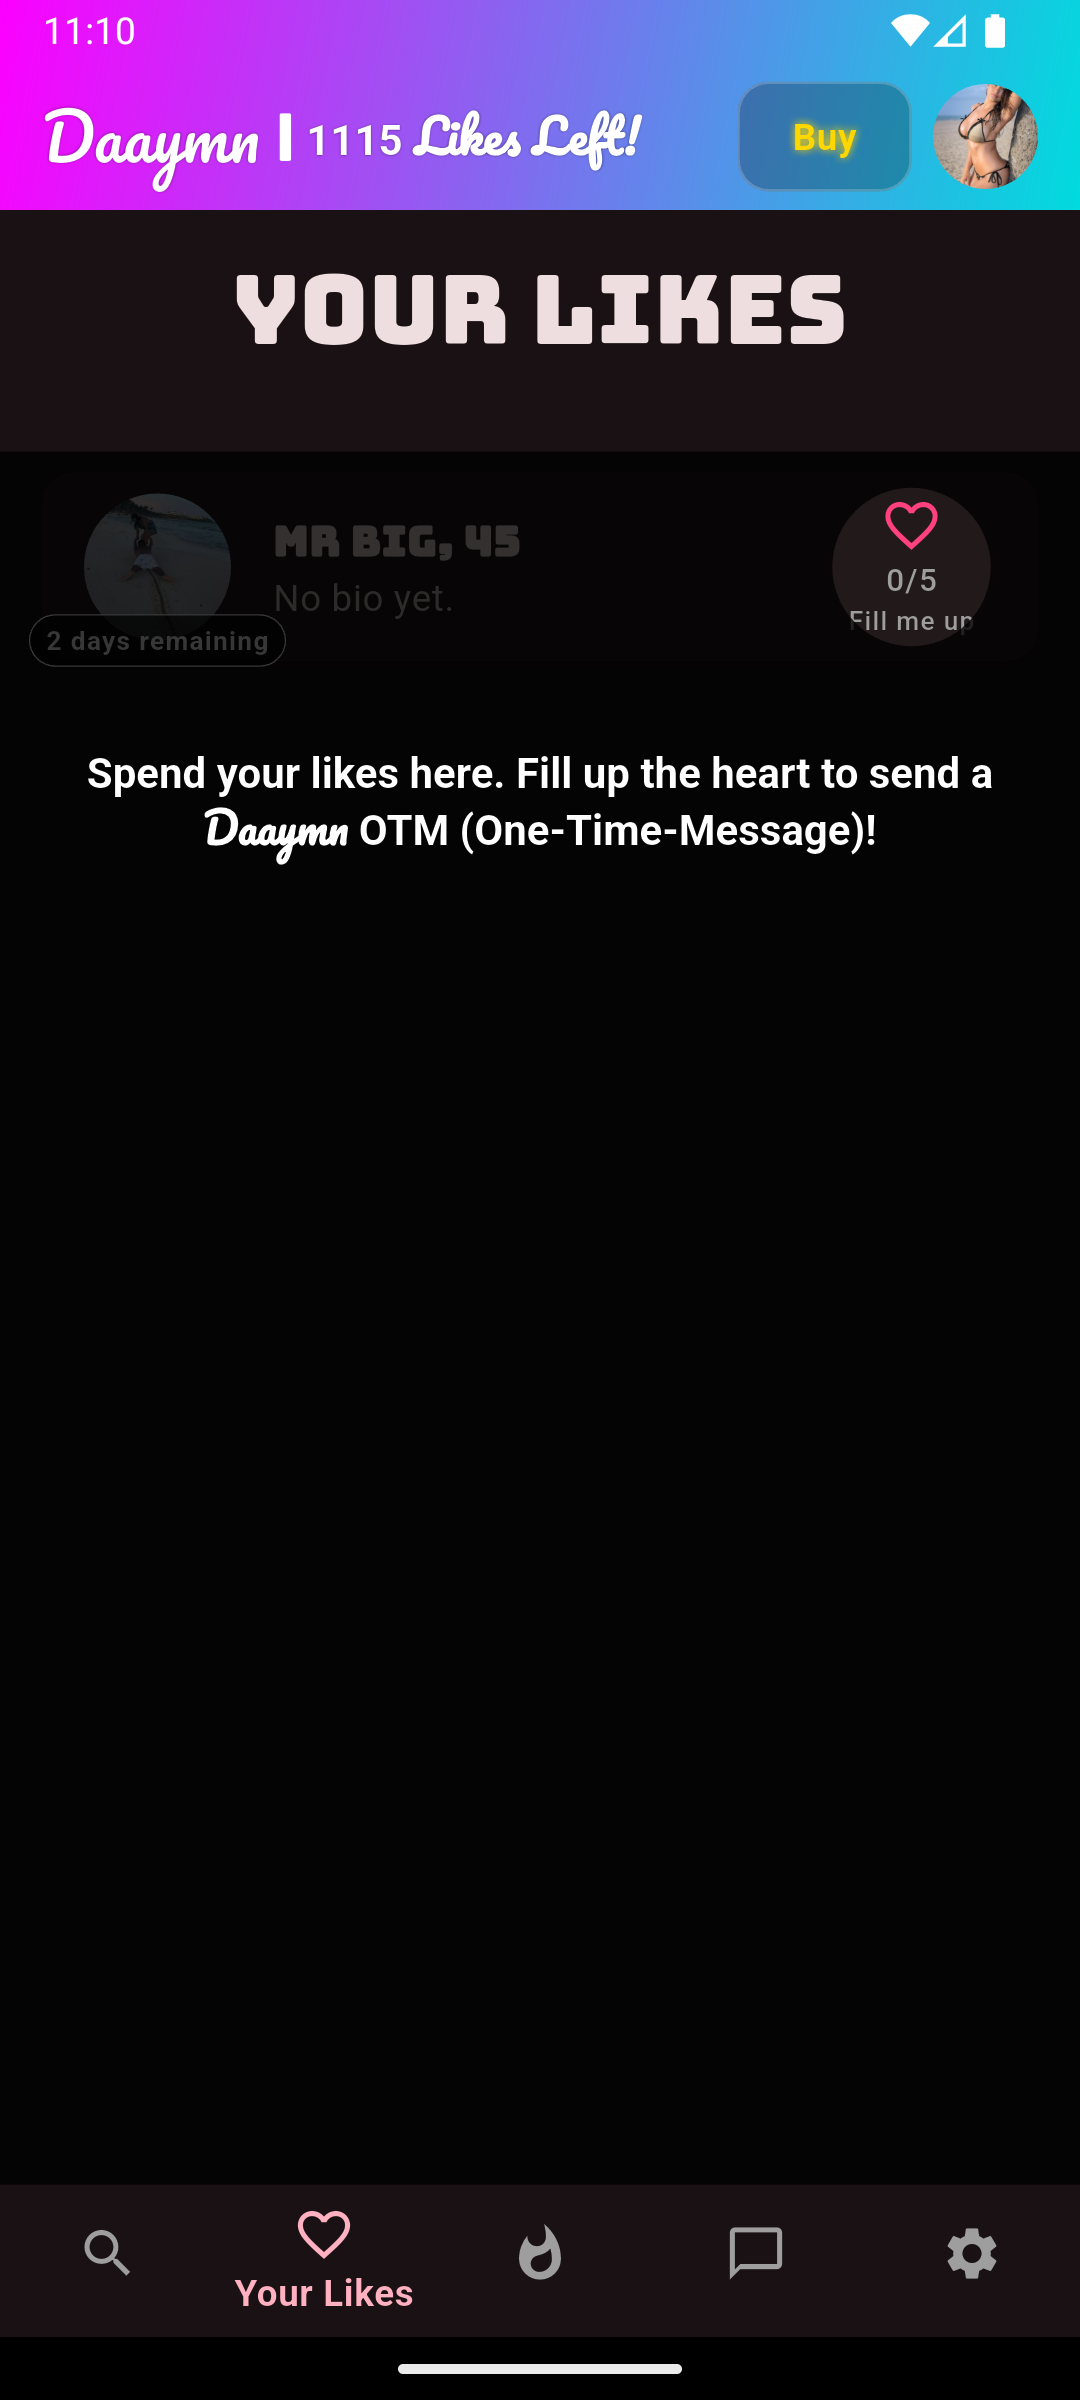 11:10
Daaymn | 1115 Likes Left!
Buy
YOUR LIKES
MR BIG, 45
No bio yet.
2 days remaining
0/5
Fill me up
Spend your likes here. Fill up the heart to send a
Daaymn OTM (One-Time-Message)!
Your Likes